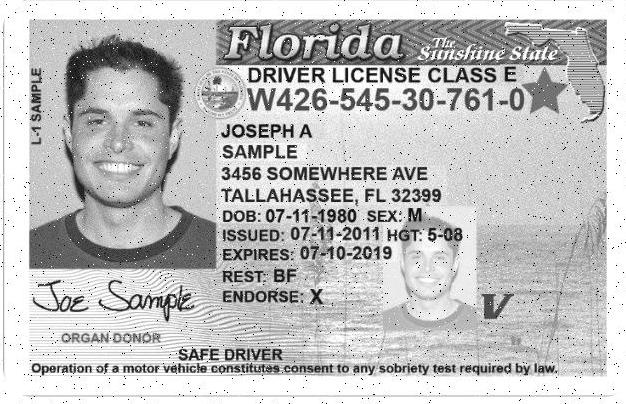 Florida The Sunshine State
L-1 SAMPLE
DRIVER LICENSE CLASS E
W426-545-30-761-0
JOSEPH A
SAMPLE
3456 SOMEWHERE AVE
TALLAHASSEE, FL 32399
DOB: 07-11-1980 SEX: M
ISSUED: 07-11-2011 HGT: 5-08
EXPIRES: 07-10-2019
REST: BF
ENDORSE: X
V
Joe Sample
ORGAN DONOR
SAFE DRIVER
Operation of a motor vehicle constitutes consent to any sobriety test required by law.